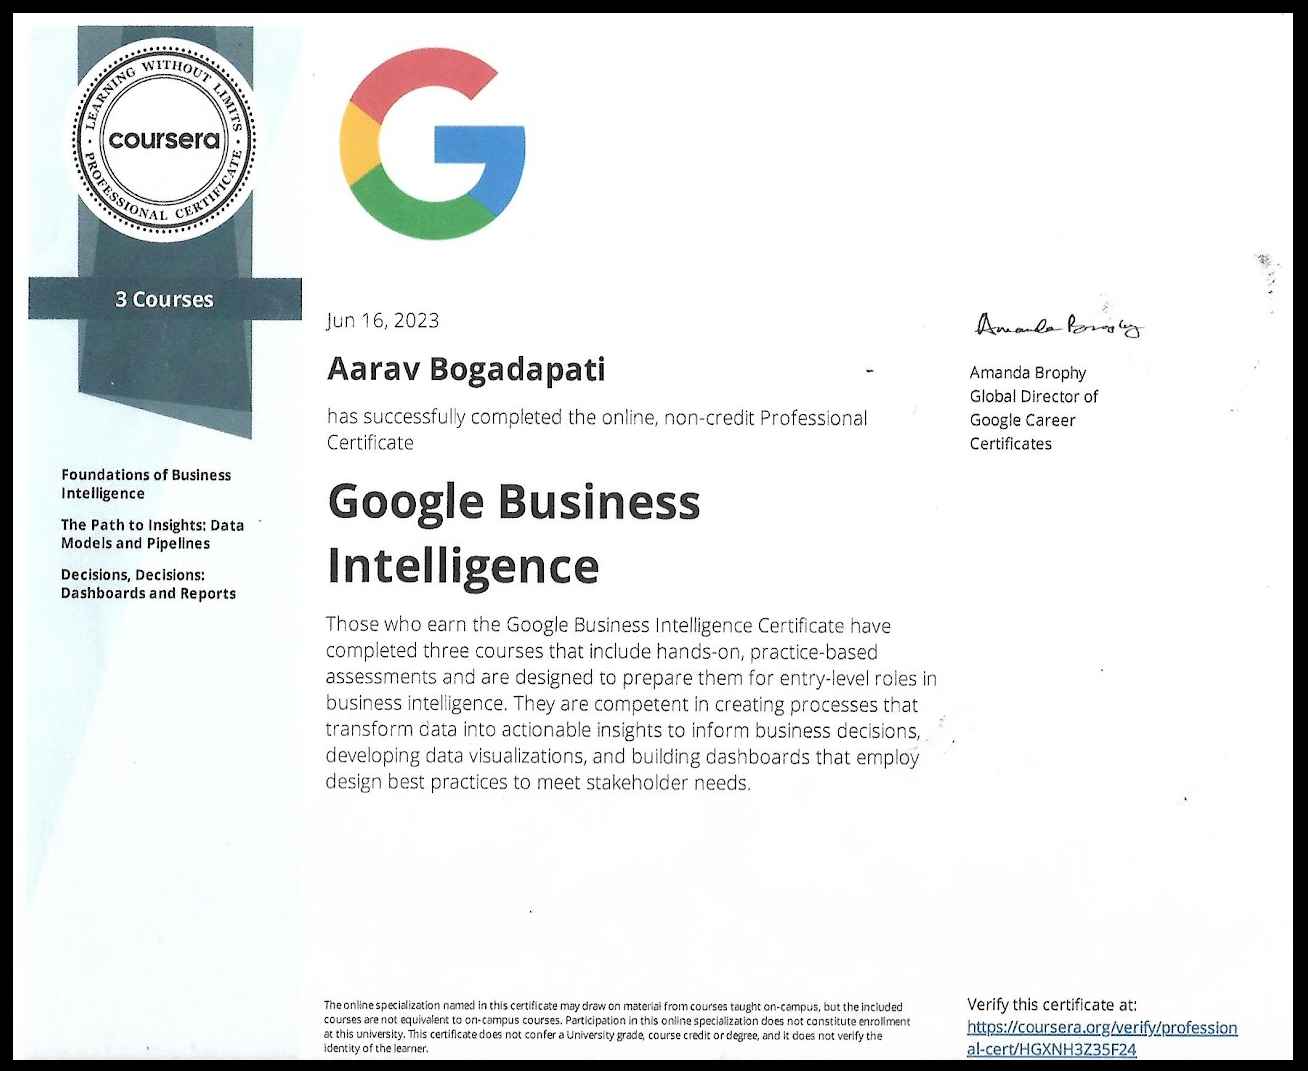 LEARNING WITHOUT LIMITS
coursera
PROFESSIONAL CERTIFICATE
3 Courses
Foundations of Business
Intelligence
The Path to Insights: Data
Models and Pipelines
Decisions, Decisions:
Dashboards and Reports
Jun 16, 2023
Aarav Bogadapati
has successfully completed the online, non-credit Professional
Certificate
Google Business
Intelligence
Those who earn the Google Business Intelligence Certificate have
completed three courses that include hands-on, practice-based
assessments and are designed to prepare them for entry-level roles in
business intelligence. They are competent in creating processes that
transform data into actionable insights to inform business decisions,
developing data visualizations, and building dashboards that employ
design best practices to meet stakeholder needs.
Amanda Brophy
Amanda Brophy
Global Director of
Google Career
Certificates
The online specialization named in this certificate may draw on material from courses taught on-campus, but the included
courses are not equivalent to on-campus courses. Participation in this online specialization does not constitute enrollment
at this university. This certificate does not confer a University grade, course credit or degree, and it does not verify the
identity of the learner.
Verify this certificate at:
https://coursera.org/verify/profession
al-cert/HGXNH3Z35F24